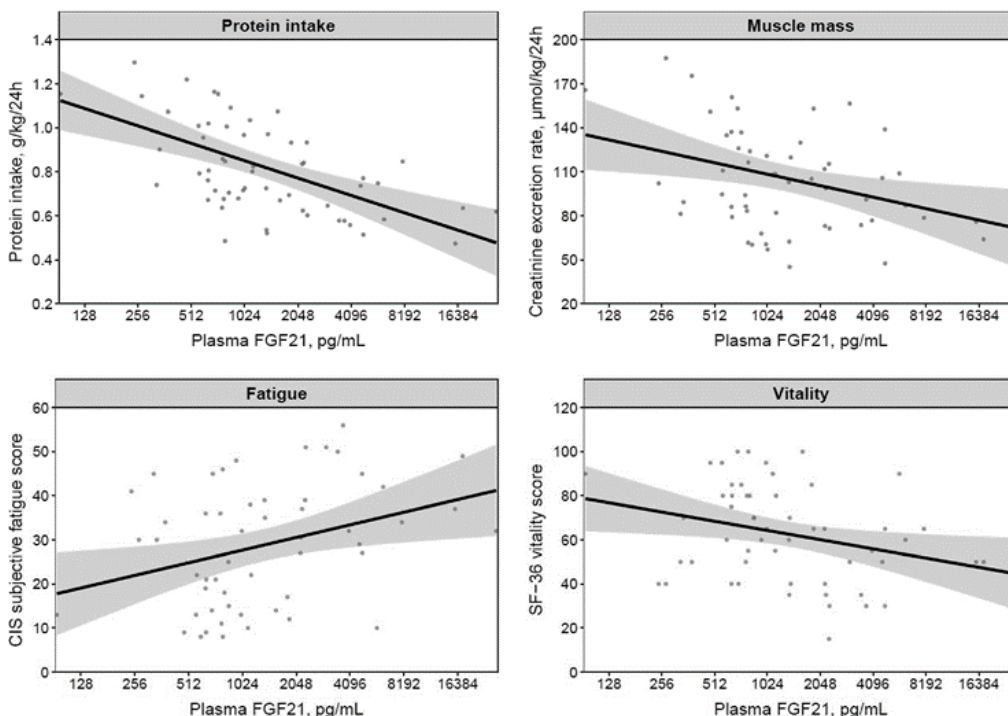 Protein intake
Protein intake, g/kg/24h
1.4
1.2
1.0
0.8
0.6
0.4
0.2
128 256 512 1024 2048 4096 8192 16384
Plasma FGF21, pg/mL
Muscle mass
Creatinine excretion rate, µmol/kg/24h
200
170
140
110
80
50
20
128 256 512 1024 2048 4096 8192 16384
Plasma FGF21, pg/mL
Fatigue
CIS subjective fatigue score
60
50
40
30
20
10
0
128 256 512 1024 2048 4096 8192 16384
Plasma FGF21, pg/mL
Vitality
SF-36 vitality score
120
100
80
60
40
20
0
128 256 512 1024 2048 4096 8192 16384
Plasma FGF21, pg/mL